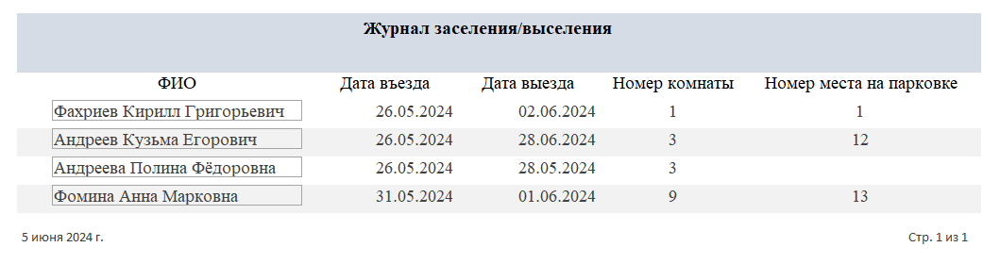 Журнал заселения/выселения
ФИО Дата въезда Дата выезда Номер комнаты Номер места на парковке
Фахриев Кирилл Григорьевич 26.05.2024 02.06.2024 1 1
Андреев Кузьма Егорович 26.05.2024 28.06.2024 3 12
Андреева Полина Фёдоровна 26.05.2024 28.05.2024 3
Фомина Анна Марковна 31.05.2024 01.06.2024 9 13
5 июня 2024 г. Стр. 1 из 1